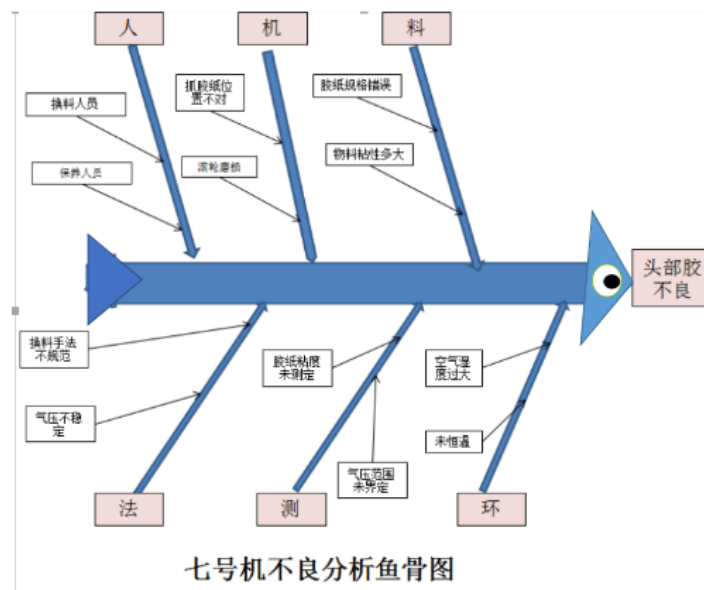 人
机
料
换料人员
抓胶纸位
置不对
胶纸规格错误
保养人员
滚轮磨损
物料粘性多大
头部胶
不良
换料手法
不规范
胶纸粘度
未测定
空气湿
度过大
气压不稳
定
未恒温
气压范围
未界定
法
测
环
七号机不良分析鱼骨图